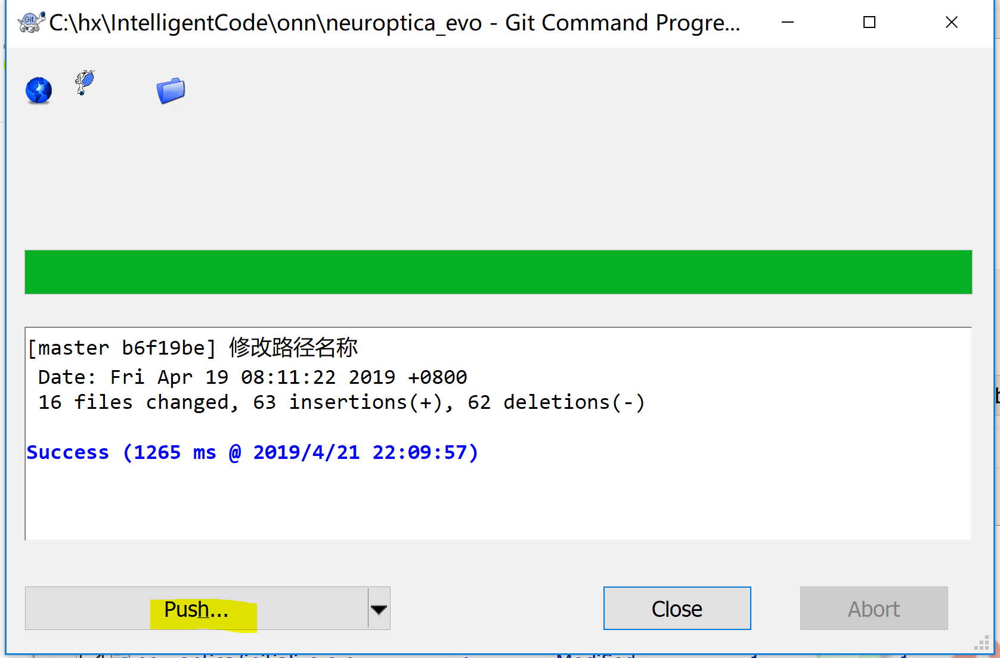 C:\hx\IntelligentCode\onn\neuroptica_evo - Git Command Progre...
[master b6f19be] 修改路径名称
Date: Fri Apr 19 08:11:22 2019 +0800
16 files changed, 63 insertions(+), 62 deletions(-)
Success (1265 ms @ 2019/4/21 22:09:57)
Push...
Close
Abort